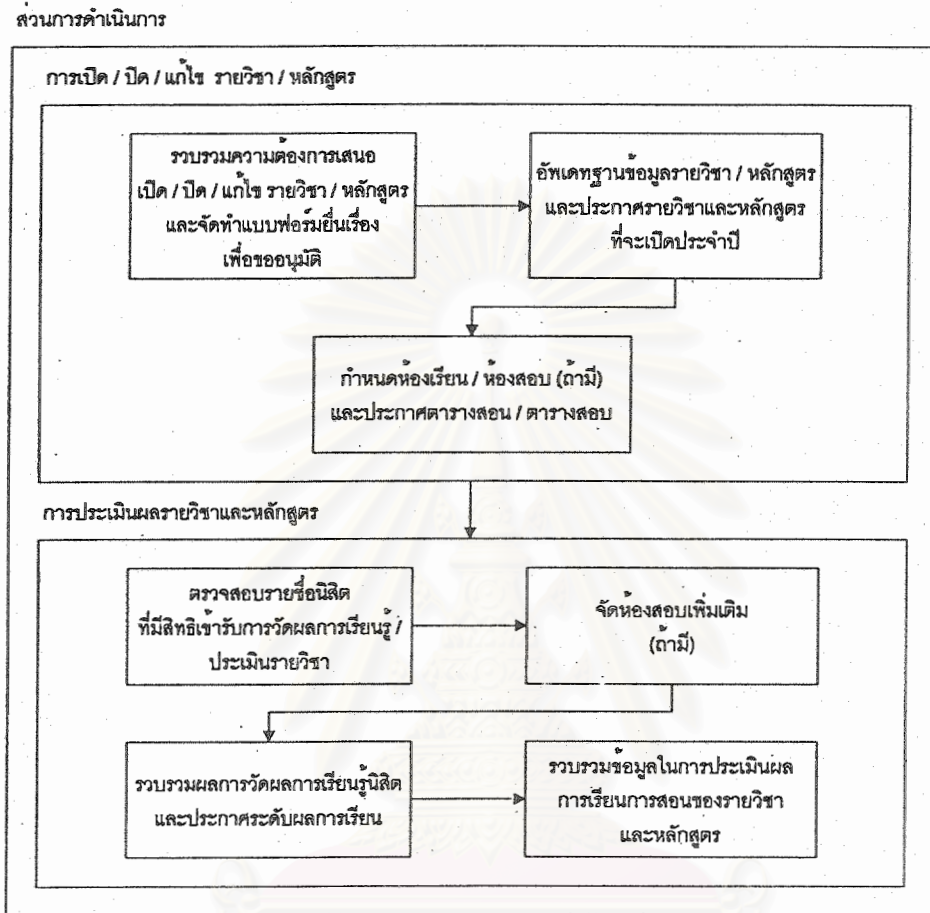 ส่วนการดำเนินการ
การเปิด / ปิด / แก้ไข รายวิชา / หลักสูตร
รวบรวมความต้องการเสนอ
เปิด / ปิด / แก้ไข รายวิชา / หลักสูตร
และจัดทำแบบฟอร์มยื่นเรื่อง
เพื่อขออนุมัติ
อัพเดทฐานข้อมูลรายวิชา / หลักสูตร
และประกาศรายวิชาและหลักสูตร
ที่จะเปิดประจำปี
กำหนดห้องเรียน / ห้องสอบ (ถ้ามี)
และประกาศตารางสอน / ตารางสอบ
การประเมินผลรายวิชาและหลักสูตร
ตรวจสอบรายชื่อนิสิต
ที่มีสิทธิเข้ารับการวัดผลการเรียนรู้ /
ประเมินรายวิชา
จัดห้องสอบเพิ่มเติม
(ถ้ามี)
รวบรวมผลการวัดผลการเรียนรู้นิสิต
และประกาศระดับผลการเรียน
รวบรวมข้อมูลในการประเมินผล
การเรียนการสอนของรายวิชา
และหลักสูตร